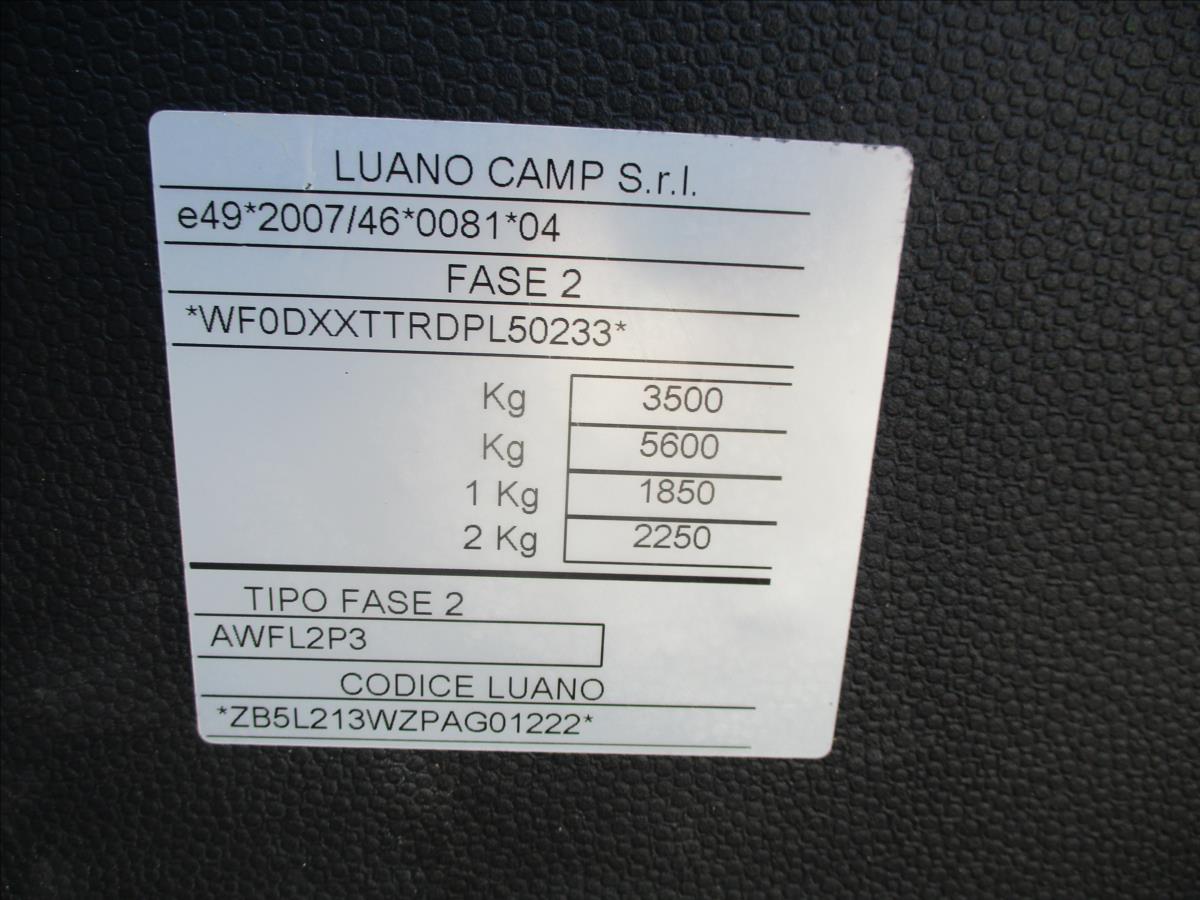 LUANO CAMP S.r.l.
e49*2007/46*0081*04
FASE 2
*WF0DXXTTRDPL50233*
Kg 3500
Kg 5600
1 Kg 1850
2 Kg 2250
TIPO FASE 2
AWFL2P3
CODICE LUANO
*ZB5L213WZPAG01222*